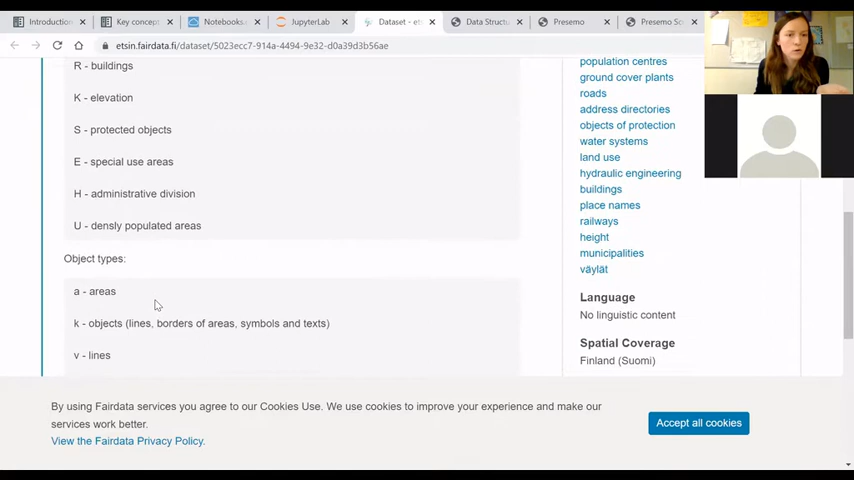 Introduction
Key concept
Notebooks.
JupyterLab
Dataset - ets
Data Structu
Presemo
Presemo So
etsin.fairdata.fi/dataset/5023ecc7-914a-4494-9e32-d0a39d3b56ae
R - buildings
K - elevation
S - protected objects
E - special use areas
H - administrative division
U - densly populated areas
Object types:
a - areas
k - objects (lines, borders of areas, symbols and texts)
v - lines
population centres
ground cover plants
roads
address directories
objects of protection
water systems
land use
hydraulic engineering
buildings
place names
railways
height
municipalities
väylät
Language
No linguistic content
Spatial Coverage
Finland (Suomi)
By using Fairdata services you agree to our Cookies Use. We use cookies to improve your experience and make our
services work better.
View the Fairdata Privacy Policy.
Accept all cookies